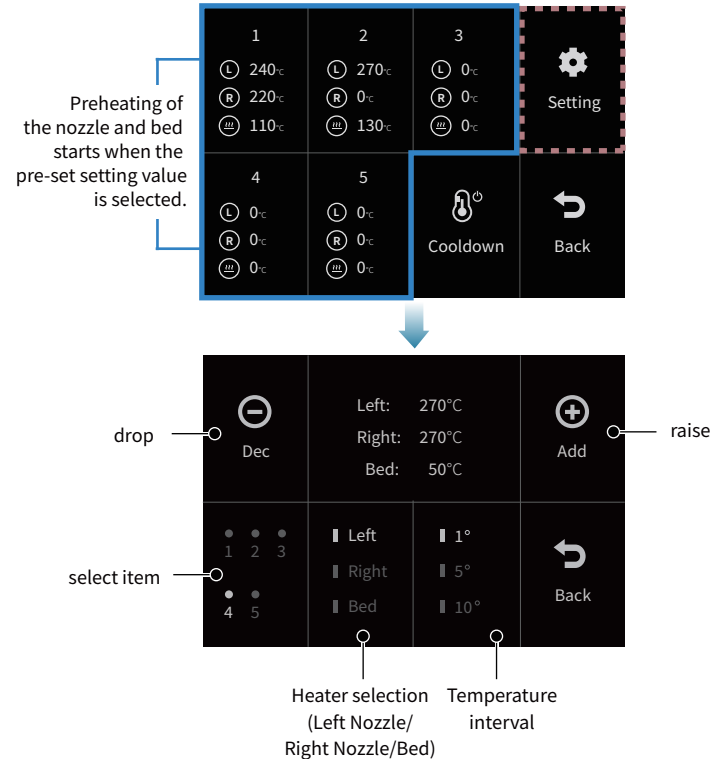 Preheating of
the nozzle and bed
starts when the
pre-set setting value
is selected.
1
L 240℃
R 220℃
110℃
2
L 270℃
R 0℃
130℃
3
L 0℃
R 0℃
0℃
Setting
4
L 0℃
R 0℃
0℃
5
L 0℃
R 0℃
0℃
Cooldown
Back
drop
Dec
Left: 270°C
Right: 270°C
Bed: 50°C
Add
raise
select item
1 2 3
4 5
Left
Right
Bed
1°
5°
10°
Back
Heater selection
(Left Nozzle/
Right Nozzle/Bed)
Temperature
interval